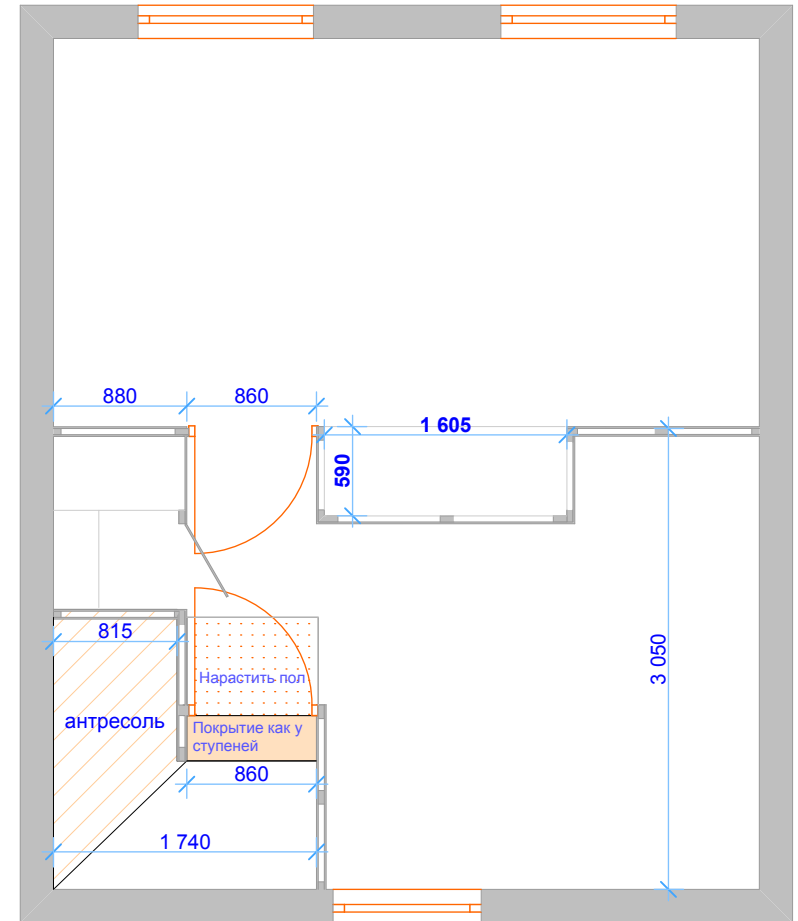 880
860
1 605
590
815
3 050
Нарастить пол
антресоль
Покрытие как у
ступеней
860
1 740